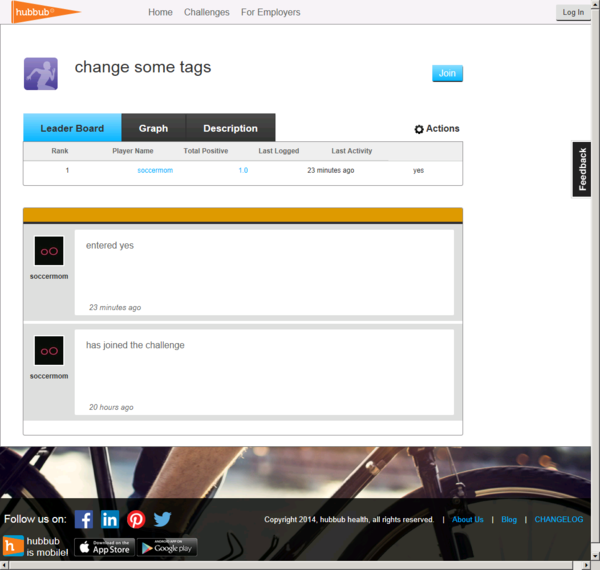 hubbub
Home Challenges For Employers
Log In
change some tags
Join
Leader Board Graph Description
Actions
Rank Player Name Total Positive Last Logged Last Activity
1 soccermom 1.0 23 minutes ago yes
Feedback
entered yes
soccermom
23 minutes ago
has joined the challenge
soccermom
20 hours ago
Follow us on:
Copyright 2014, hubbub health, all rights reserved. | About Us | Blog | CHANGELOG
hubbub
is mobile!
Download on the
App Store
ANDROID APP ON
Google play